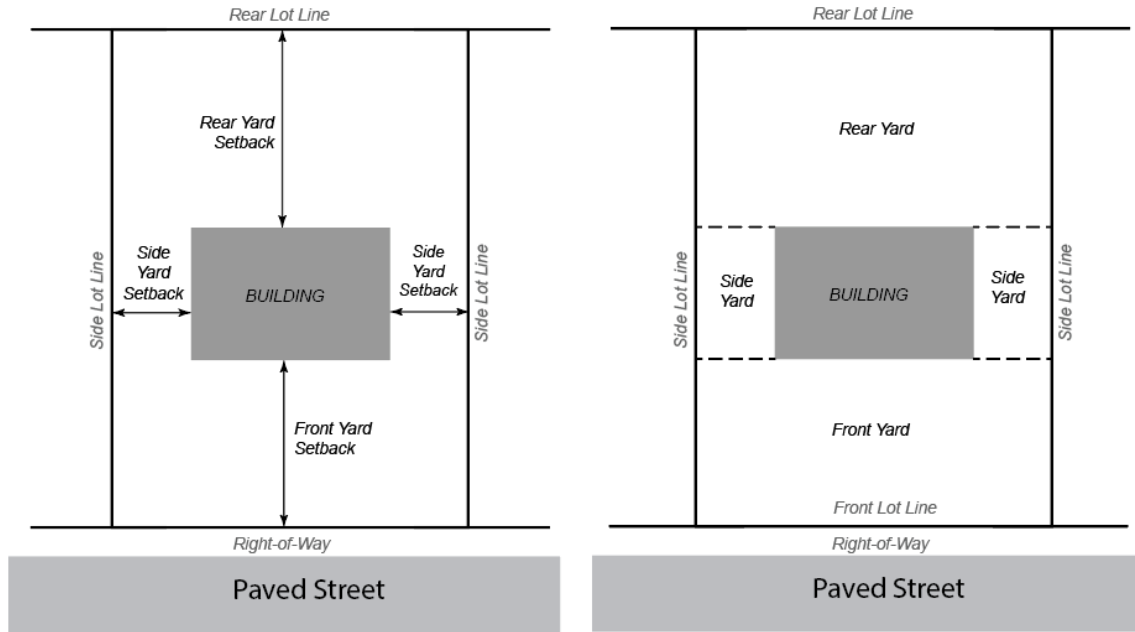 Rear Lot Line
Rear Yard
Setback
Side Lot Line
Side
Yard
Setback
BUILDING
Side
Yard
Setback
Side Lot Line
Front Yard
Setback
Right-of-Way
Paved Street
Rear Lot Line
Rear Yard
Side Lot Line
Side
Yard
BUILDING
Side
Yard
Side Lot Line
Front Yard
Front Lot Line
Right-of-Way
Paved Street